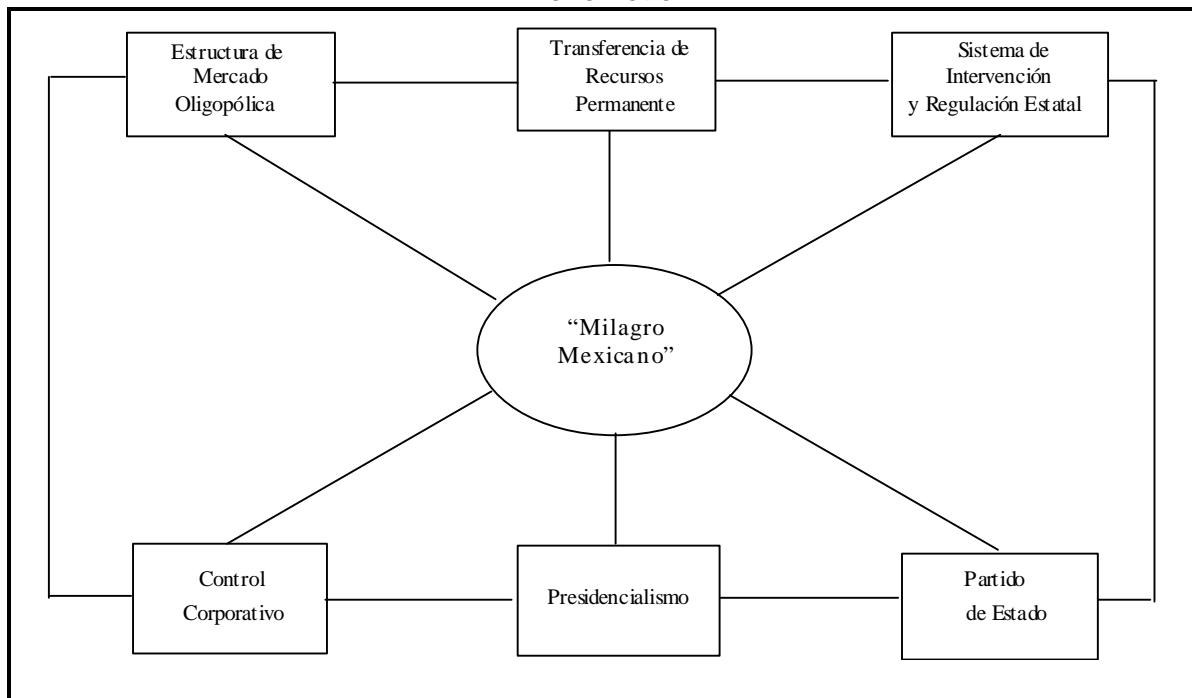 Estructura de
Mercado
Oligopólica
Transferencia de
Recursos
Permanente
Sistema de
Intervención
y Regulación Estatal
“Milagro
Mexicano”
Control
Corporativo
Presidencialismo
Partido
de Estado